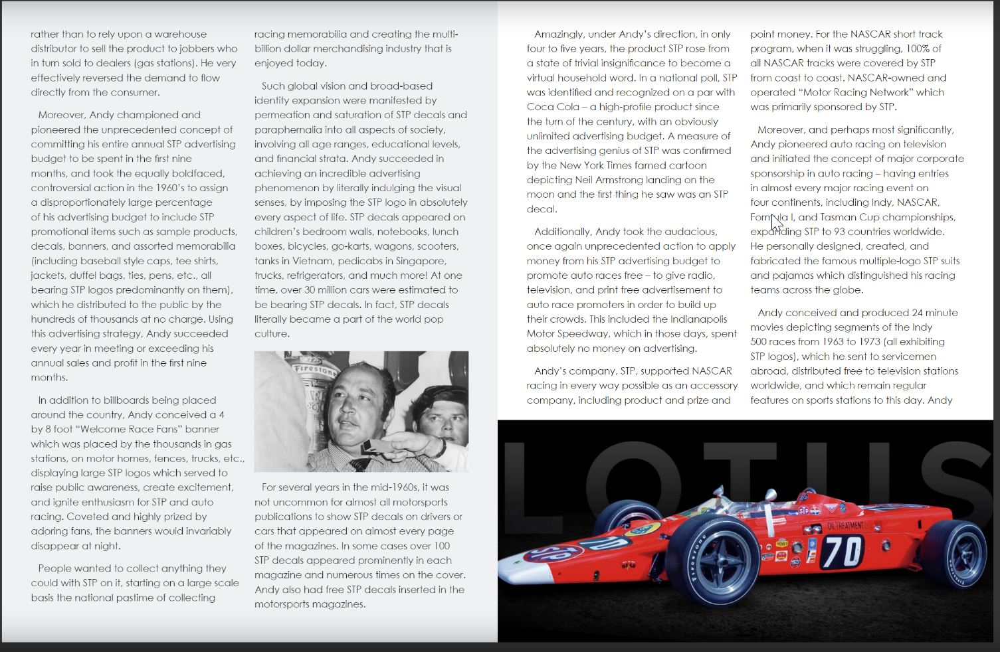 rather than to rely upon a warehouse
distributor to sell the product to jobbers who
in turn sold to dealers (gas stations). He very
effectively reversed the demand to flow
directly from the consumer.
Moreover, Andy championed and
pioneered the unprecedented concept of
committing his entire annual STP advertising
budget to be spent in the first nine
months, and took the equally boldfaced,
controversial action in the 1960's to assign
a disproportionately large percentage
of his advertising budget to include STP
promotional items such as sample products,
decals, banners, and assorted memorabilia
(including baseball style caps, tee shirts,
jackets, duffel bags, ties, pens, etc., all
bearing STP logos predominantly on them),
which he distributed to the public by the
hundreds of thousands at no charge. Using
this advertising strategy, Andy succeeded
every year in meeting or exceeding his
annual sales and profit in the first nine
months.
In addition to billboards being placed
around the country, Andy conceived a 4
by 8 foot “Welcome Race Fans” banner
which was placed by the thousands in gas
stations, on motor homes, fences, trucks, etc.,
displaying large STP logos which served to
raise public awareness, create excitement,
and ignite enthusiasm for STP and auto
racing. Coveted and highly prized by
adoring fans, the banners would invariably
disappear at night.
People wanted to collect anything they
could with STP on it, starting on a large scale
basis the national pastime of collecting
racing memorabilia and creating the multi-
billion dollar merchandising industry that is
enjoyed today.
Such global vision and broad-based
identity expansion were manifested by
permeation and saturation of STP decals and
paraphernalia into all aspects of society,
involving all age ranges, educational levels,
and financial strata. Andy succeeded in
achieving an incredible advertising
phenomenon by literally indulging the visual
senses, by imposing the STP logo in absolutely
every aspect of life. STP decals appeared on
children's bedroom walls, notebooks, lunch
boxes, bicycles, go-karts, wagons, scooters,
tanks in Vietnam, pedicabs in Singapore,
trucks, refrigerators, and much more! At one
time, over 30 million cars were estimated to
be bearing STP decals. In fact, STP decals
literally became a part of the world pop
culture.
Firestone
For several years in the mid-1960s, it was
not uncommon for almost all motorsports
publications to show STP decals on drivers or
cars that appeared on almost every page
of the magazines. In some cases over 100
STP decals appeared prominently in each
magazine and numerous times on the cover.
Andy also had free STP decals inserted in the
motorsports magazines.
Amazingly, under Andy's direction, in only
four to five years, the product STP rose from
a state of trivial insignificance to become a
virtual household word. In a national poll, STP
was identified and recognized on a par with
Coca Cola – a high-profile product since
the turn of the century, with an obviously
unlimited advertising budget. A measure of
the advertising genius of STP was confirmed
by the New York Times famed cartoon
depicting Neil Armstrong landing on the
moon and the first thing he saw was an STP
decal.
Additionally, Andy took the audacious,
once again unprecedented action to apply
money from his STP advertising budget to
promote auto races free – to give radio,
television, and print free advertisement to
auto race promoters in order to build up
their crowds. This included the Indianapolis
Motor Speedway, which in those days, spent
absolutely no money on advertising.
Andy's company, STP, supported NASCAR
racing in every way possible as an accessory
company, including product and prize and
point money. For the NASCAR short track
program, when it was struggling, 100% of
all NASCAR tracks were covered by STP
from coast to coast. NASCAR-owned and
operated “Motor Racing Network” which
was primarily sponsored by STP.
Moreover, and perhaps most significantly,
Andy pioneered auto racing on television
and initiated the concept of major corporate
sponsorship in auto racing – having entries
in almost every major racing event on
four continents, including Indy, NASCAR,
Formula I, and Tasman Cup championships,
expanding STP to 93 countries worldwide.
He personally designed, created, and
fabricated the famous multiple-logo STP suits
and pajamas which distinguished his racing
teams across the globe.
Andy conceived and produced 24 minute
movies depicting segments of the Indy
500 races from 1963 to 1973 (all exhibiting
STP logos), which he sent to servicemen
abroad, distributed free to television stations
worldwide, and which remain regular
features on sports stations to this day. Andy
LOTUS
STP
STP
OIL TREATMENT
70
70
STP
Firestone